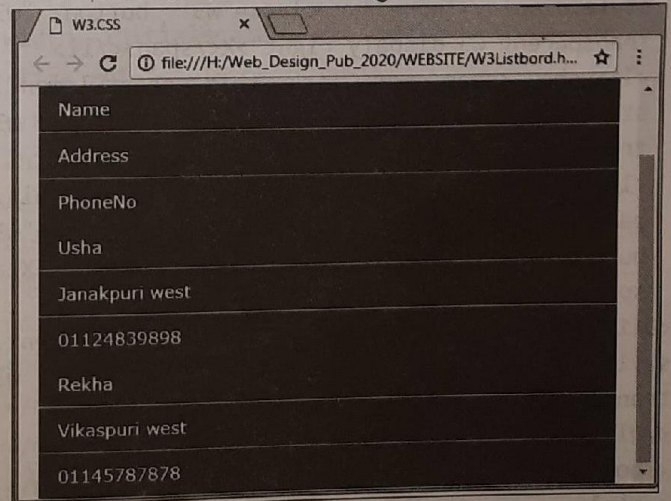 W3.CSS
file:///H:/Web_Design_Pub_2020/WEBSITE/W3Listbord.h...
Name
Address
PhoneNo
Usha
Janakpuri west
01124839898
Rekha
Vikaspuri west
01145787878